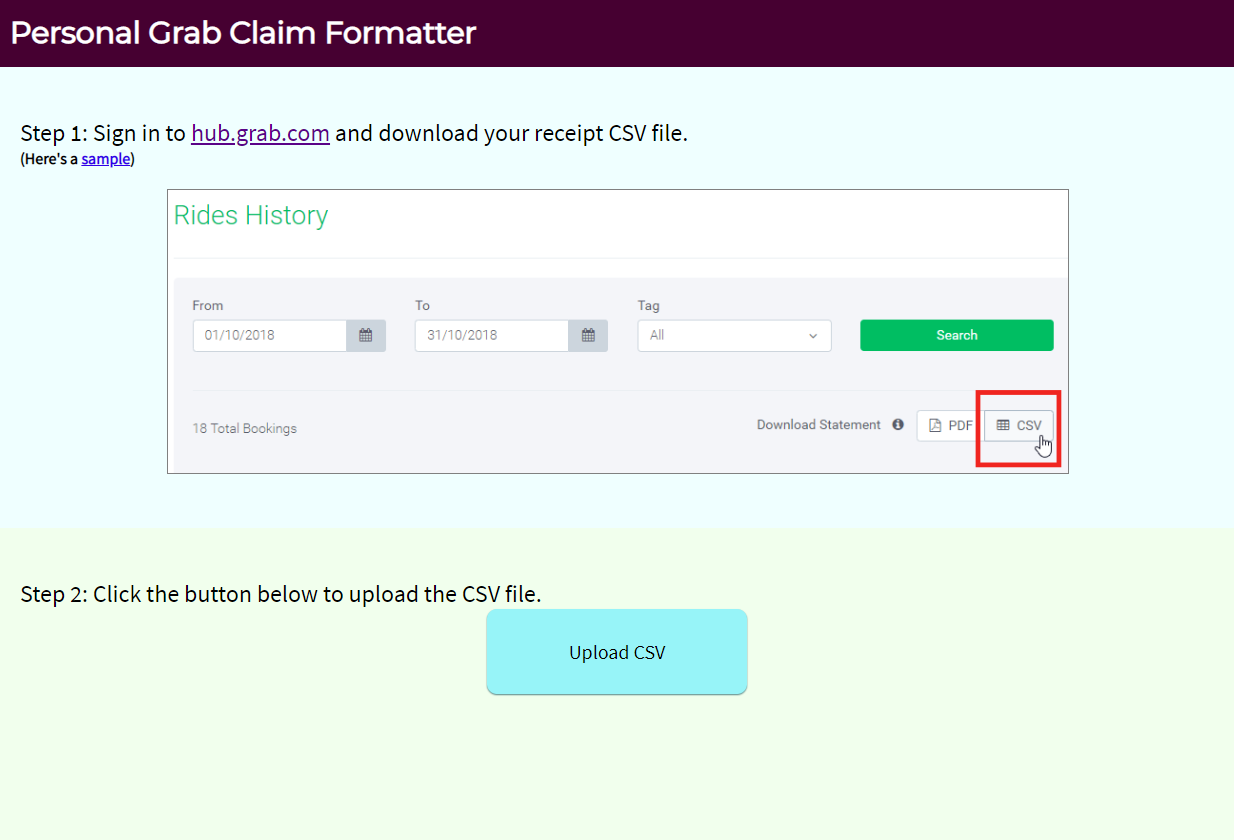 Personal Grab Claim Formatter
Step 1: Sign in to hub.grab.com and download your receipt CSV file.
(Here's a sample)
Rides History
From To Tag
01/10/2018 31/10/2018 All Search
18 Total Bookings Download Statement PDF CSV
Step 2: Click the button below to upload the CSV file.
Upload CSV